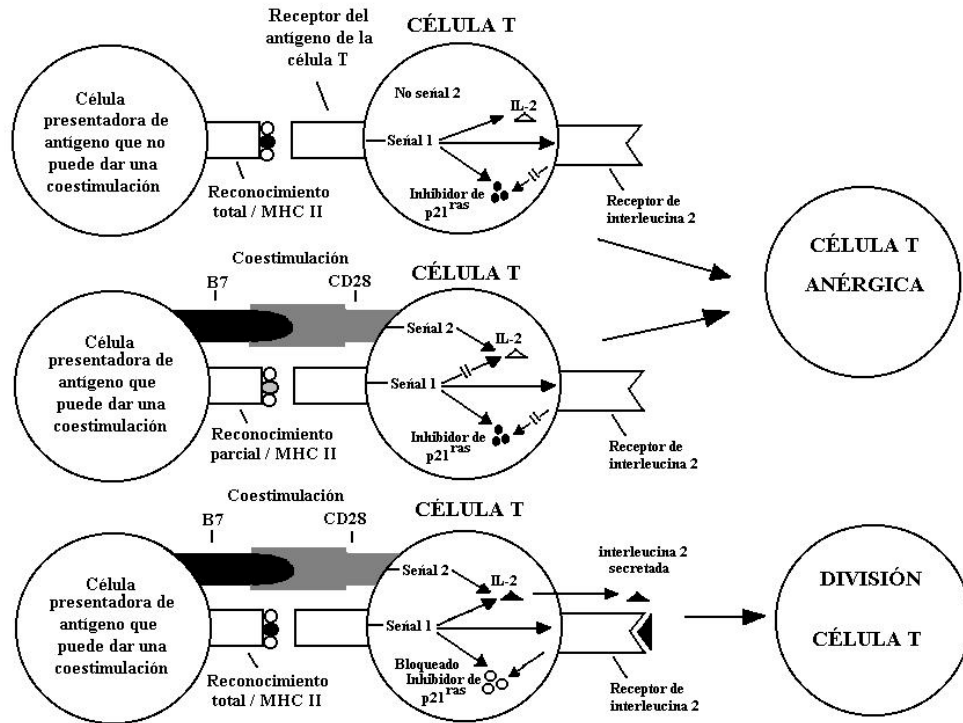 Receptor del
antígeno de la
célula T
CÉLULA T
Célula
presentadora de
antígeno que no
puede dar una
coestimulación
No señal 2
IL-2
Señal 1
Inhibidor de
p21ras
Reconocimiento
total / MHC II
Receptor de
interleucina 2
CÉLULA T
ANÉRGICA
Coestimulación
B7
CD28
CÉLULA T
Célula
presentadora de
antígeno que
puede dar una
coestimulación
Señal 2
IL-2
Señal 1
Inhibidor de
p21ras
Reconocimiento
parcial / MHC II
Receptor de
interleucina 2
Coestimulación
B7
CD28
CÉLULA T
Célula
presentadora de
antígeno que
puede dar una
coestimulación
Señal 2
IL-2
interleucina 2
secretada
Señal 1
Bloqueado
Inhibidor de
p21ras
Reconocimiento
total / MHC II
Receptor de
interleucina 2
DIVISIÓN
CÉLULA T